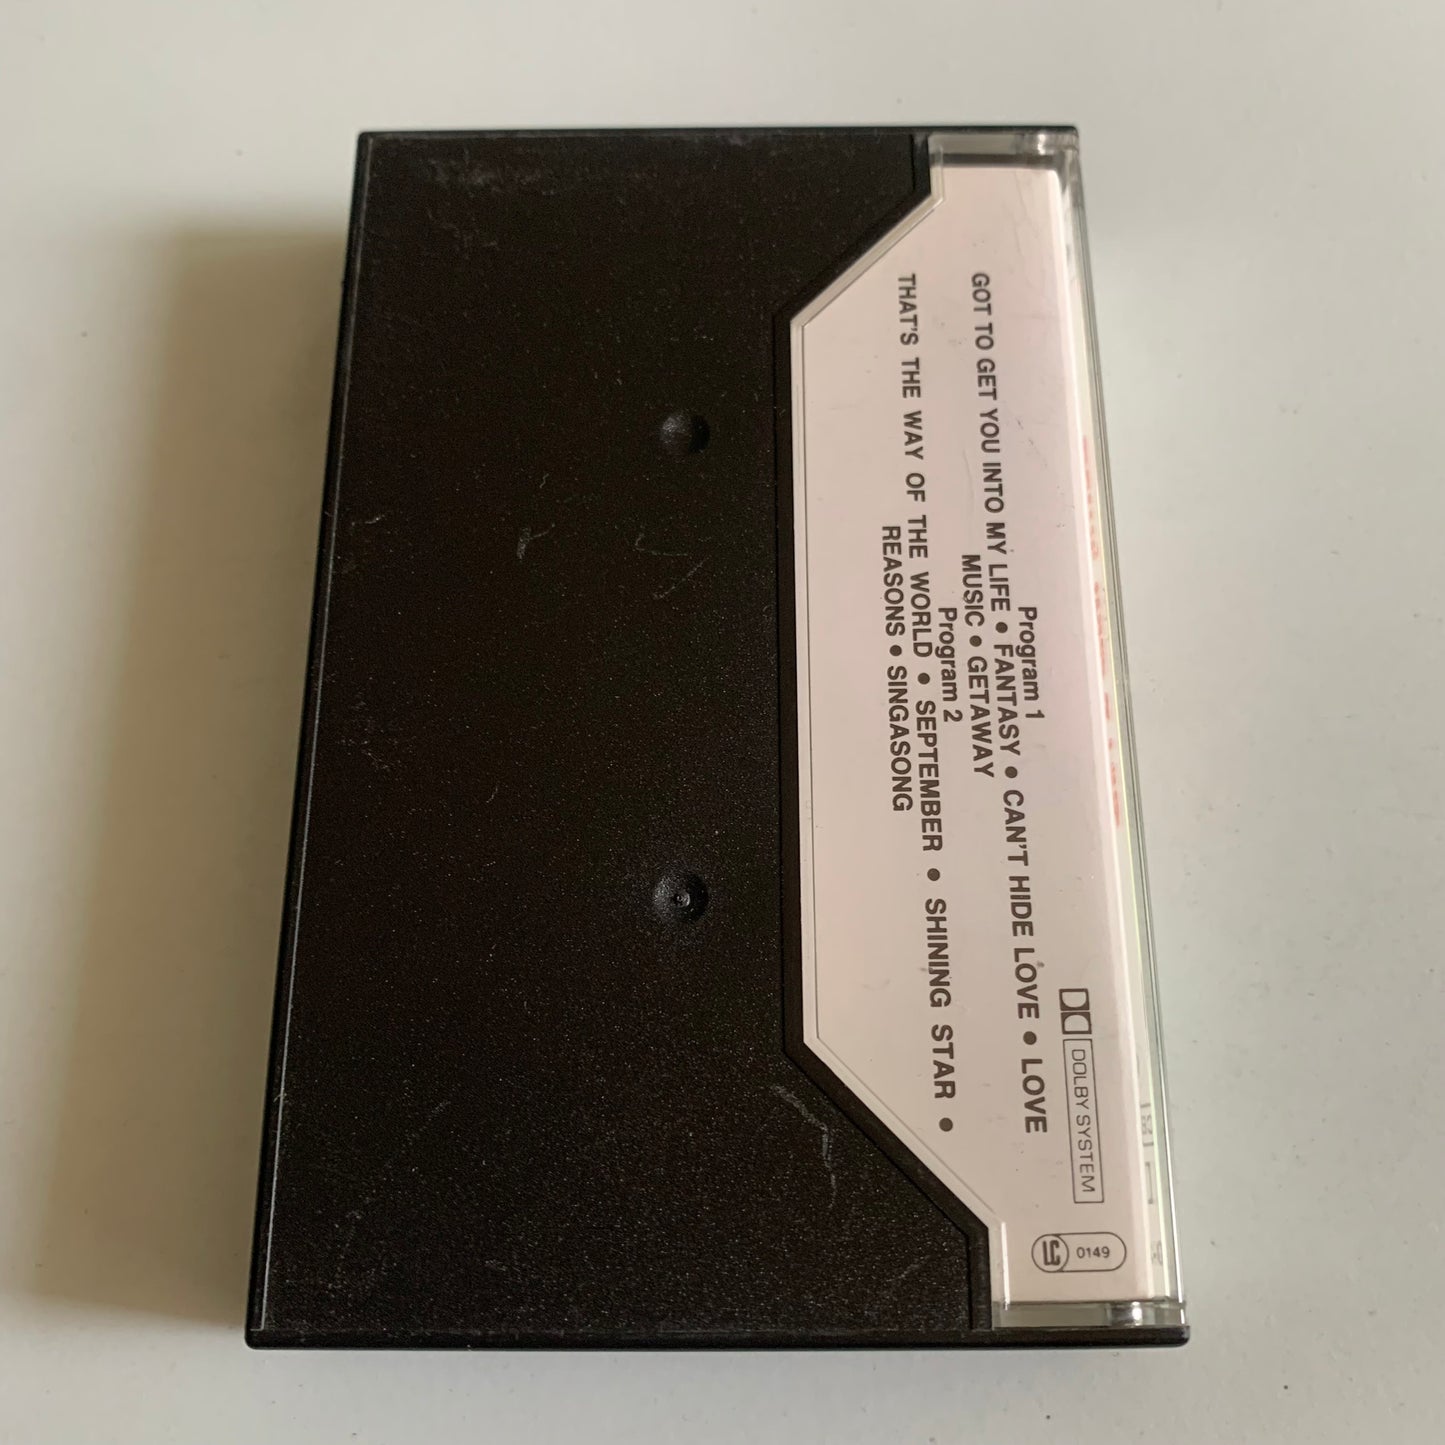 Program 1
GOT TO GET YOU INTO MY LIFE • FANTASY • CAN'T HIDE LOVE • LOVE
MUSIC • GETAWAY
Program 2
THAT'S THE WAY OF THE WORLD • SEPTEMBER • SHINING STAR •
REASONS • SINGASONG
DOLBY SYSTEM
0149